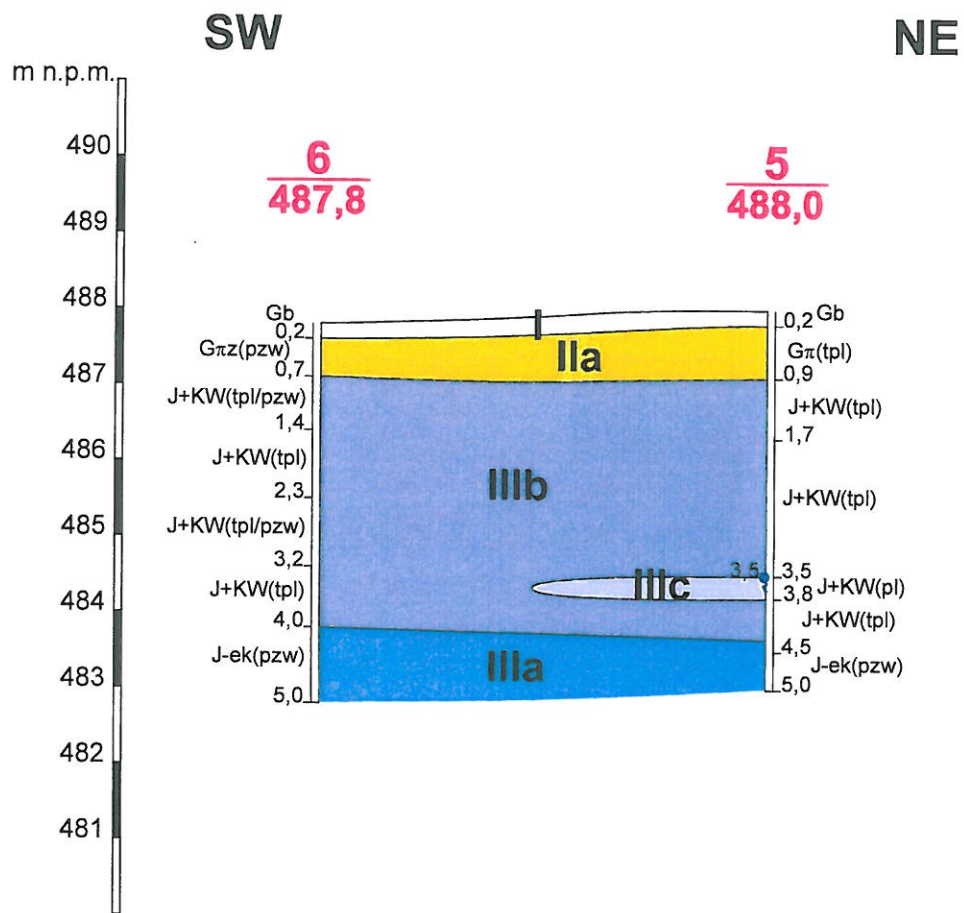 SW
NE
m n.p.m.
490
489
488
487
486
485
484
483
482
481
6
487,8
5
488,0
Gb
0,2
Gπz(pzw)
0,7
J+KW(tpl/pzw)
1,4
J+KW(tpl)
2,3
J+KW(tpl/pzw)
3,2
J+KW(tpl)
4,0
J-ek(pzw)
5,0
IIa
IIIb
IIIc
IIIa
3,5
0,2 Gb
Gπ(tpl)
0,9
J+KW(tpl)
1,7
J+KW(tpl)
3,5
3,8 J+KW(pl)
J+KW(tpl)
4,5
J-ek(pzw)
5,0